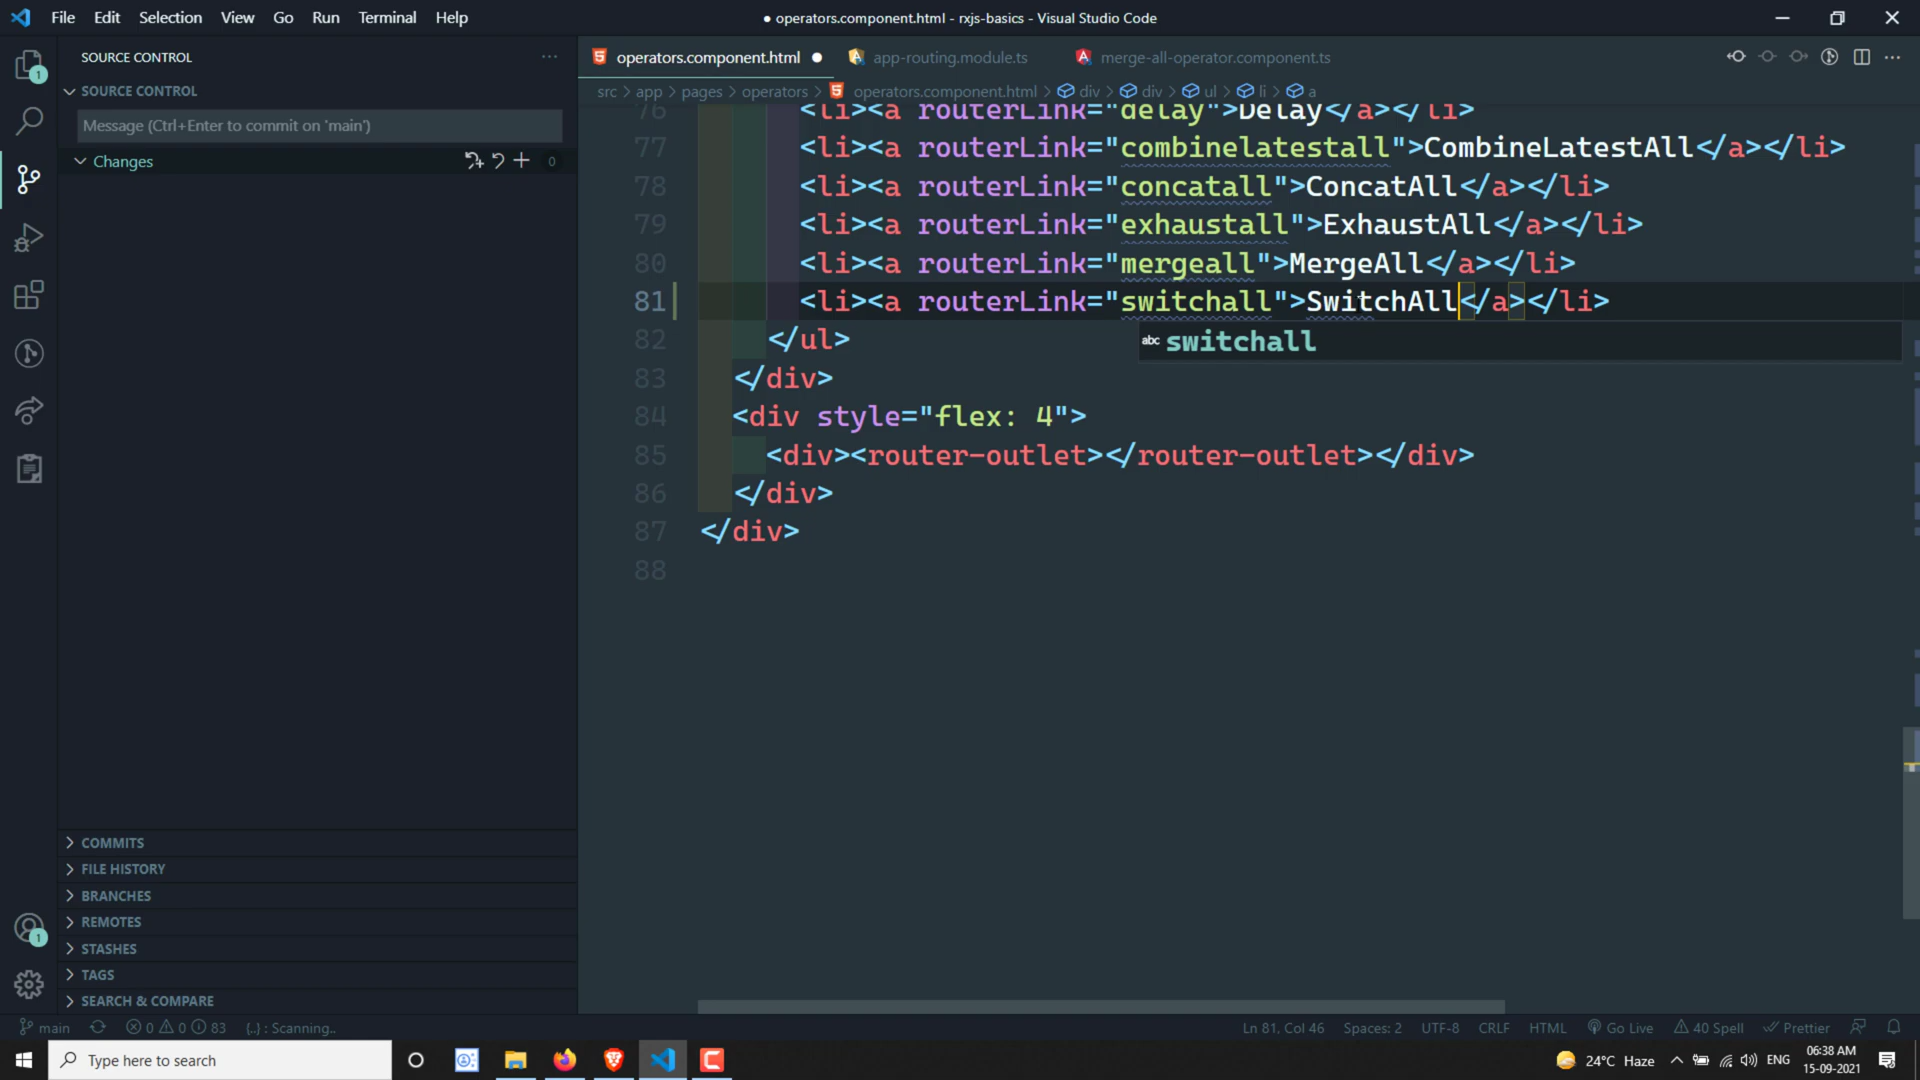 File Edit Selection View Go Run Terminal Help
● operators.component.html - rxjs-basics - Visual Studio Code
SOURCE CONTROL
SOURCE CONTROL
Message (Ctrl+Enter to commit on 'main')
Changes 0
1
operators.component.html app-routing.module.ts merge-all-operator.component.ts
src > app > pages > operators > operators.component.html > div > div > ul > li > a
76 <li><a routerLink="delay">Delay</a></li>
77 <li><a routerLink="combinelatestall">CombineLatestAll</a></li>
78 <li><a routerLink="concatall">ConcatAll</a></li>
79 <li><a routerLink="exhaustall">ExhaustAll</a></li>
80 <li><a routerLink="mergeall">MergeAll</a></li>
81 <li><a routerLink="switchall">SwitchAll</a></li>
abc switchall
82 </ul>
83 </div>
84 <div style="flex: 4">
85 <div><router-outlet></router-outlet></div>
86 </div>
87 </div>
88
COMMITS
FILE HISTORY
BRANCHES
REMOTES
STASHES
TAGS
SEARCH & COMPARE
1
main 0 0 83 {..} : Scanning..
Ln 81, Col 46 Spaces: 2 UTF-8 CRLF HTML Go Live 40 Spell Prettier
Type here to search
24°C Haze ENG
06:38 AM
15-09-2021